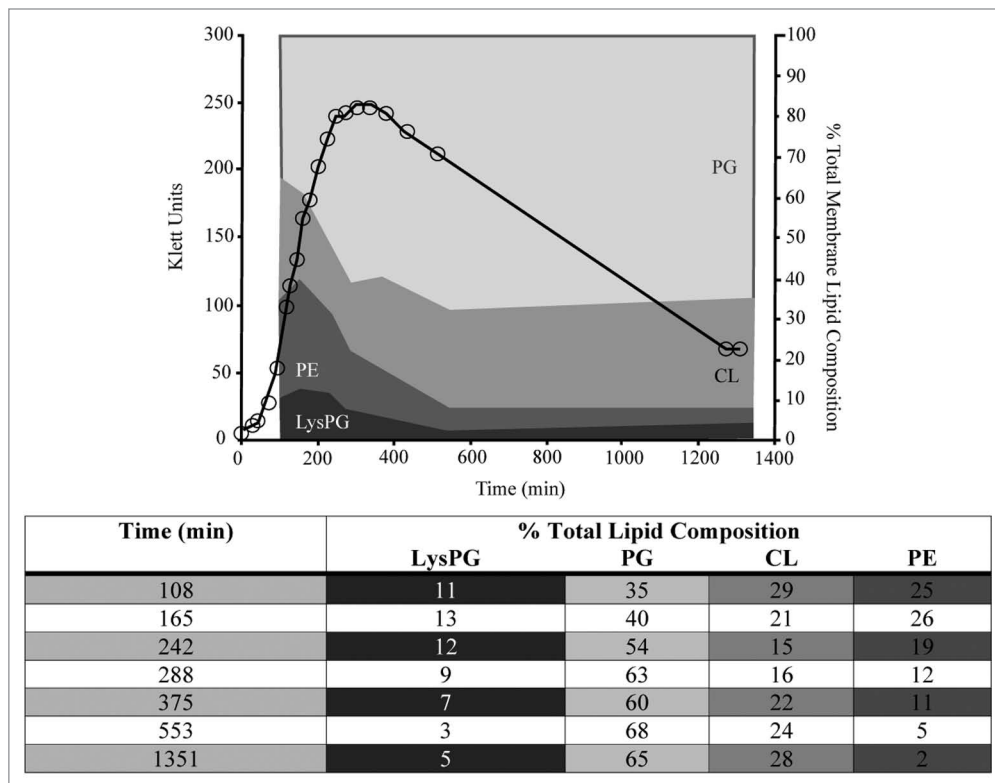 300
250
200
150
100
50
0
Klett Units
0 200 400 600 800 1000 1200 1400
Time (min)
100
90
80
70
60
50
40
30
20
10
0
% Total Membrane Lipid Composition
PG
CL
PE
LysPG
Time (min) % Total Lipid Composition
LysPG PG CL PE
108 11 35 29 25
165 13 40 21 26
242 12 54 15 19
288 9 63 16 12
375 7 60 22 11
553 3 68 24 5
1351 5 65 28 2